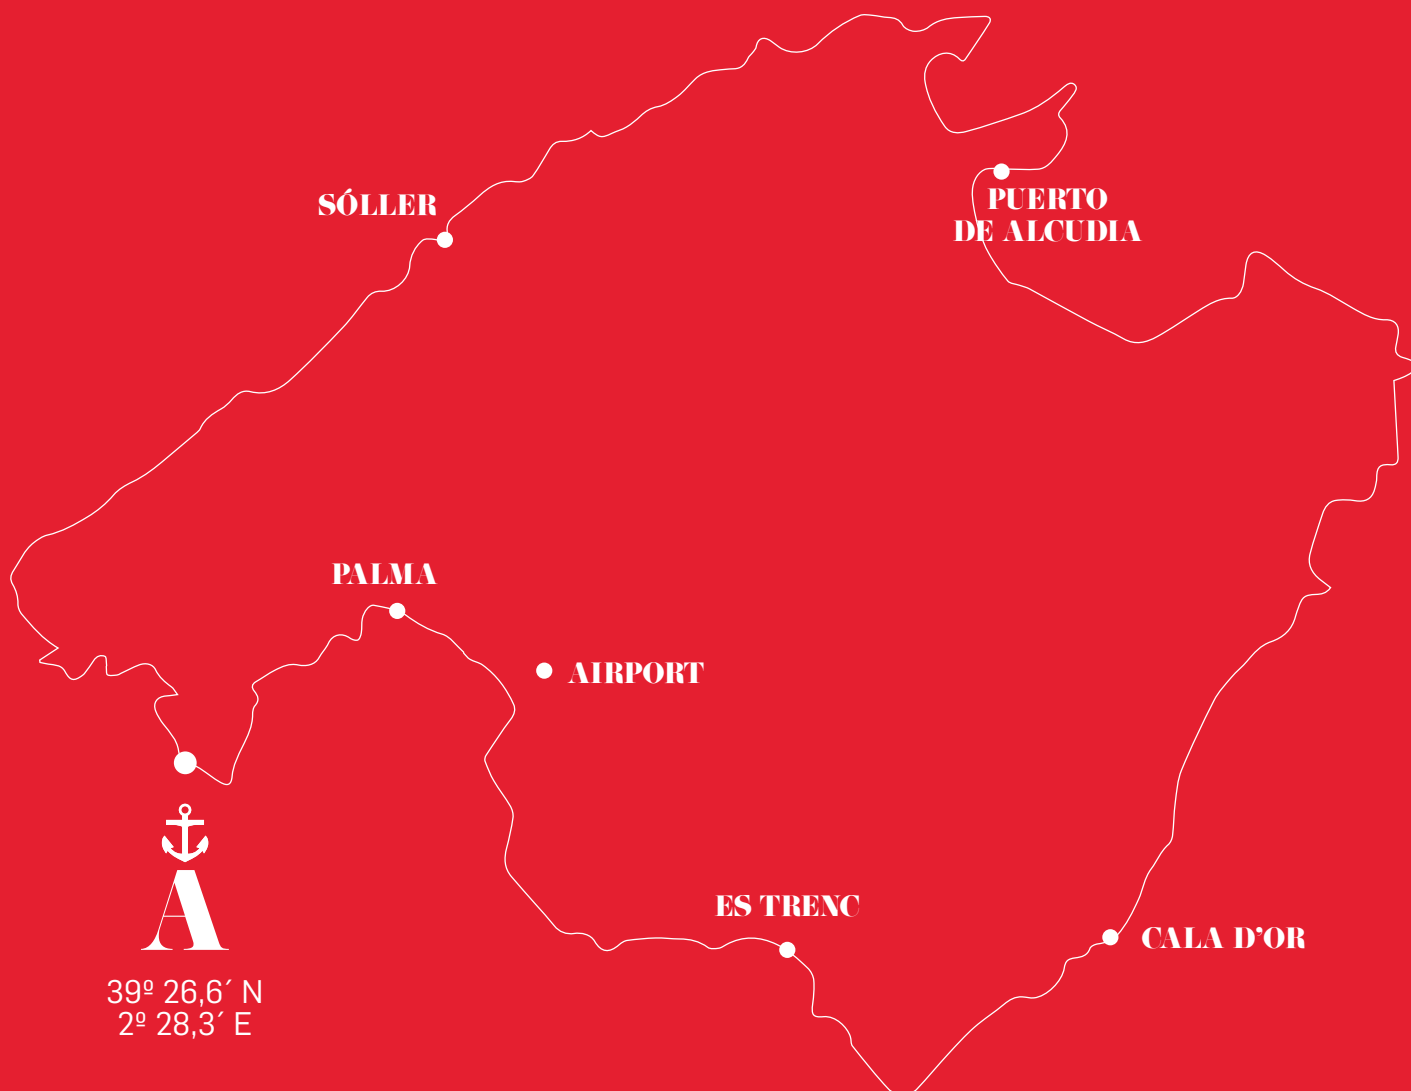 SÓLLER
PUERTO
DE ALCUDIA
PALMA
AIRPORT
A
ES TRENC
CALA D’OR
39º 26,6´ N
2º 28,3´ E